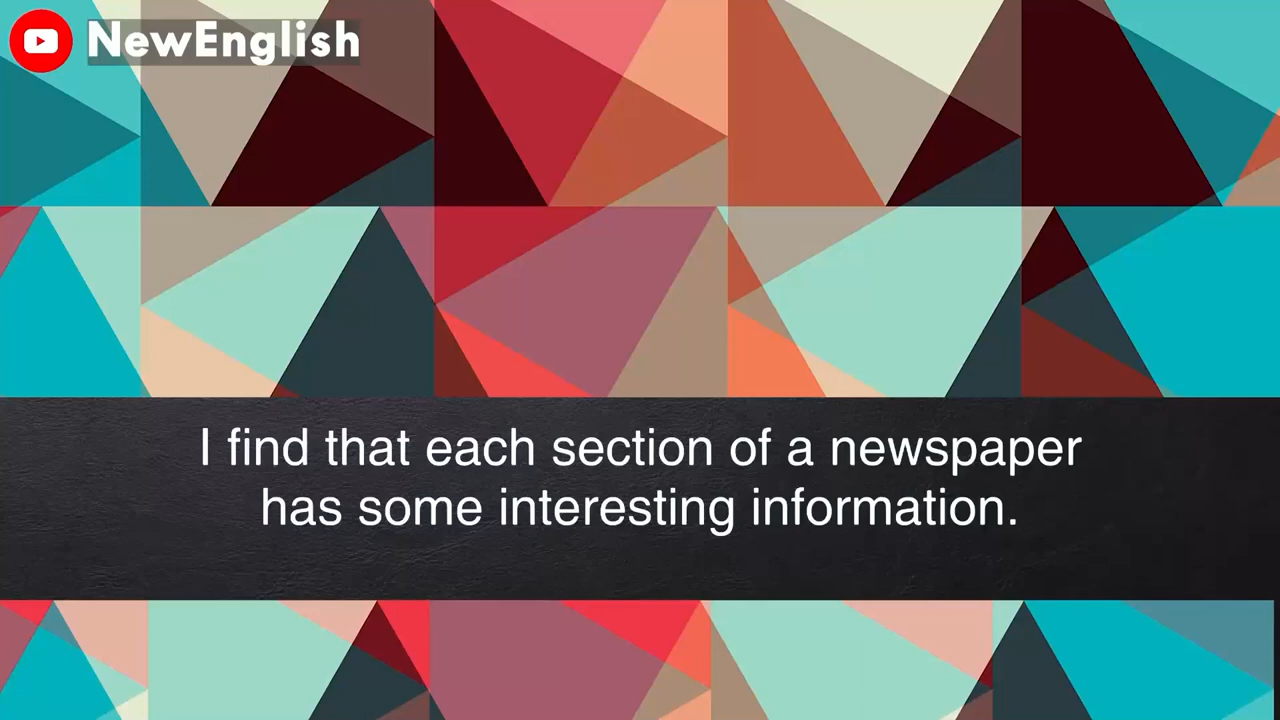 NewEnglish
I find that each section of a newspaper
has some interesting information.